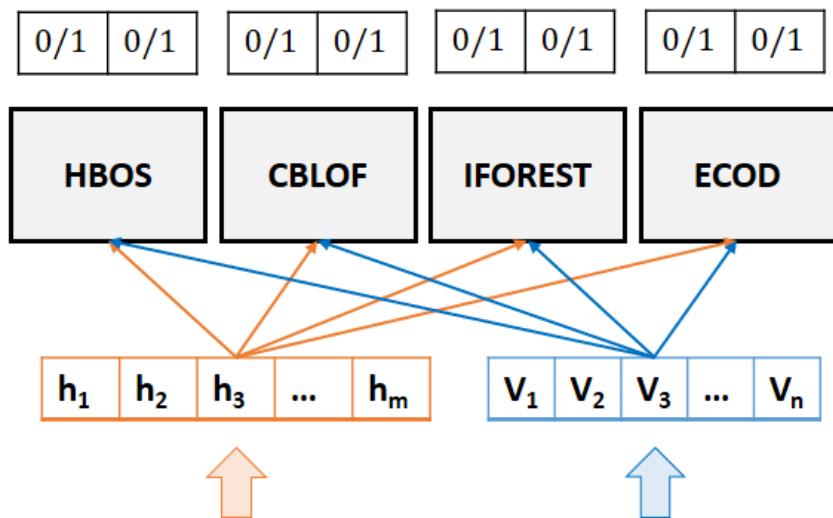 0/1 0/1 0/1 0/1 0/1 0/1 0/1 0/1
HBOS CBLOF IFOREST ECOD
h₁ h₂ h₃ ... hₘ V₁ V₂ V₃ ... Vₙ